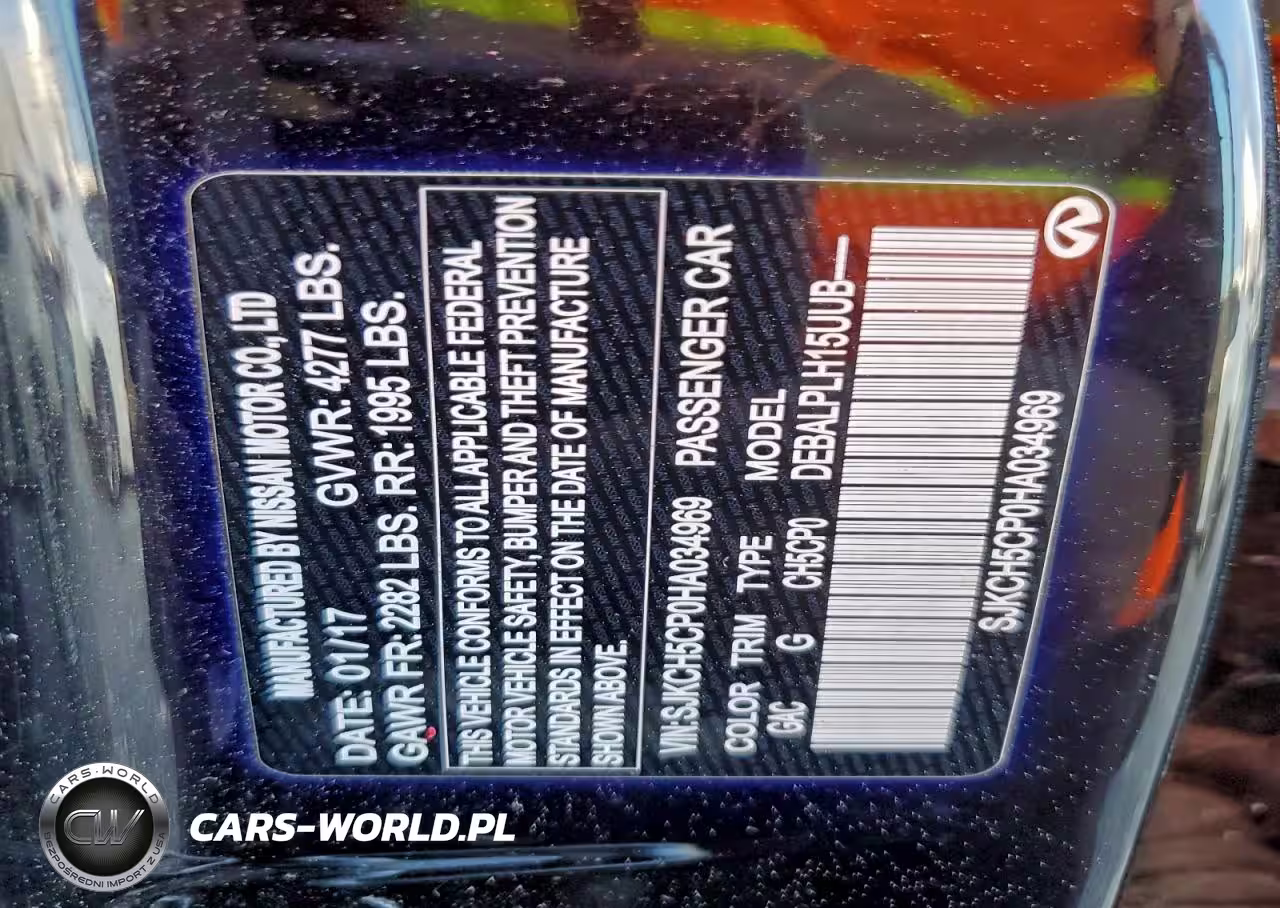 MANUFACTURED BY NISSAN MOTOR CO., LTD
DATE: 01/17 GVWR: 4277 LBS.
GAWR FR: 2282 LBS. RR: 1995 LBS.
THIS VEHICLE CONFORMS TO ALL APPLICABLE FEDERAL
MOTOR VEHICLE SAFETY, BUMPER AND THEFT PREVENTION
STANDARDS IN EFFECT ON THE DATE OF MANUFACTURE
SHOWN ABOVE.
VIN: SJKCH5CP0HA034969 PASSENGER CAR
COLOR TRIM TYPE MODEL
GAC G CH5CP0 DEBALPLH15UUB—
SJKCH5CP0HA034969
CARS-WORLD
CW
BEZPOŚREDNI IMPORT Z USA
CARS-WORLD.PL